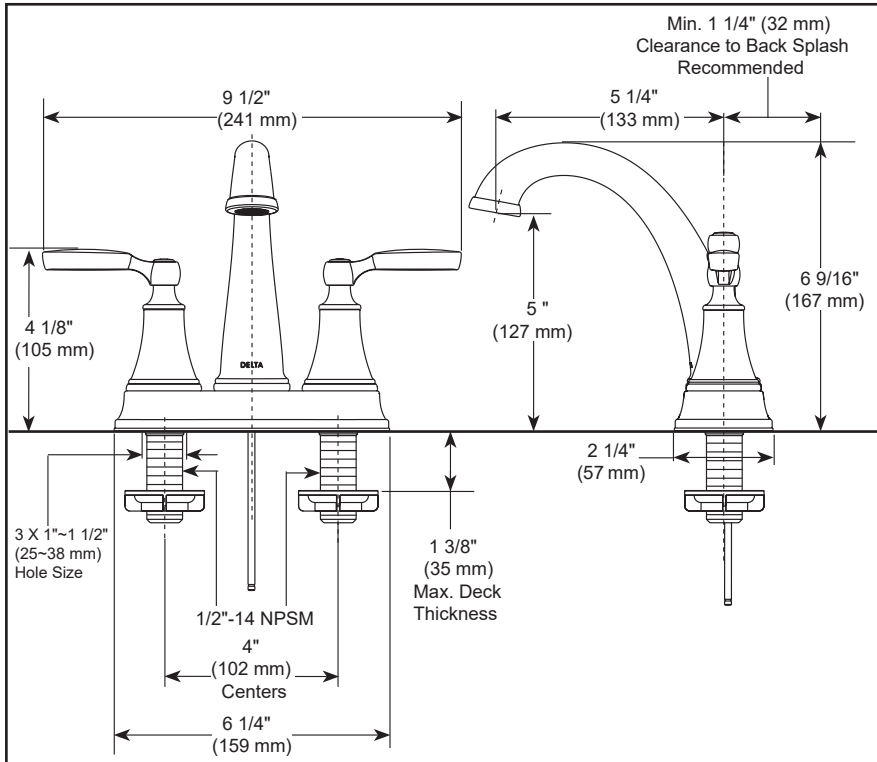 Min. 1 1/4" (32 mm)
Clearance to Back Splash
Recommended
9 1/2"
(241 mm)
5 1/4"
(133 mm)
4 1/8"
(105 mm)
5 "
(127 mm)
6 9/16"
(167 mm)
DELTA
2 1/4"
(57 mm)
3 X 1"~1 1/2"
(25~38 mm)
Hole Size
1 3/8"
(35 mm)
Max. Deck
Thickness
1/2"-14 NPSM
4"
(102 mm)
Centers
6 1/4"
(159 mm)